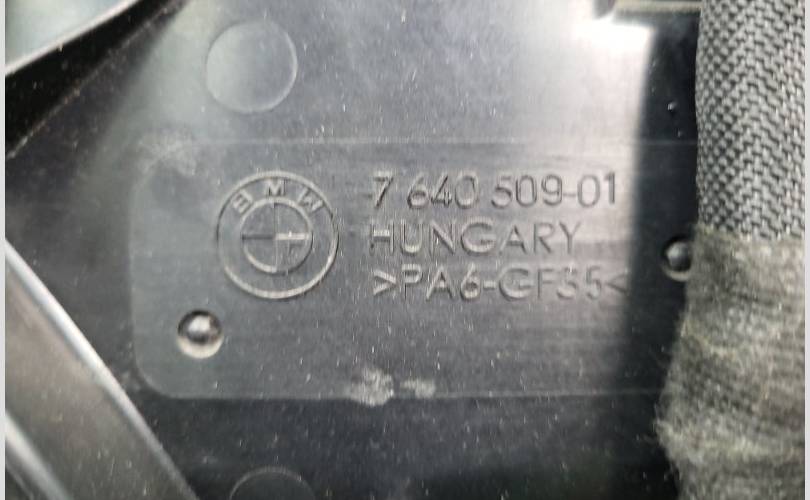 BMW
7 640 509-01
HUNGARY
>PA6-GF35<